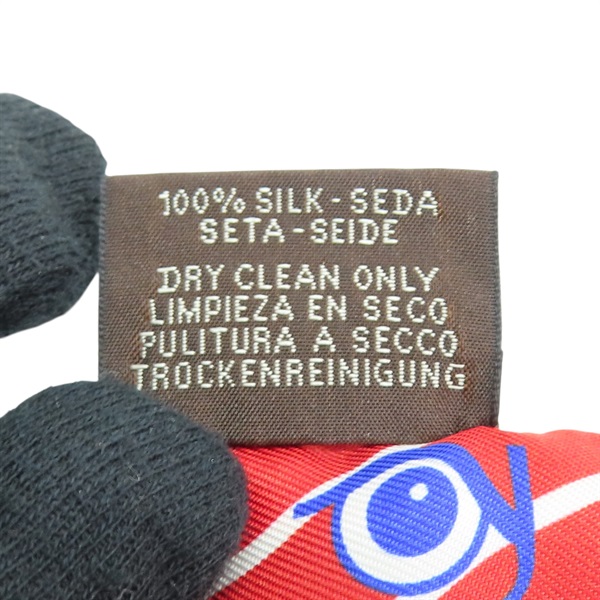 100% SILK - SEDA
SETA - SEIDE
DRY CLEAN ONLY
LIMPIEZA EN SECO
PULITURA A SECCO
TROCKENREINIGUNG